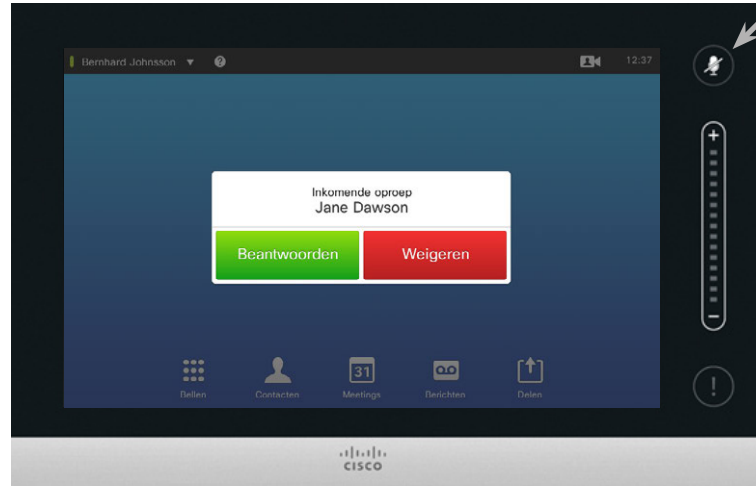 Bernhard Johnsson
?
12:37
Inkomende oproep
Jane Dawson
Beantwoorden
Weigeren
+
−
31
Bellen
Contacten
Meetings
Berichten
Delen
!
CISCO